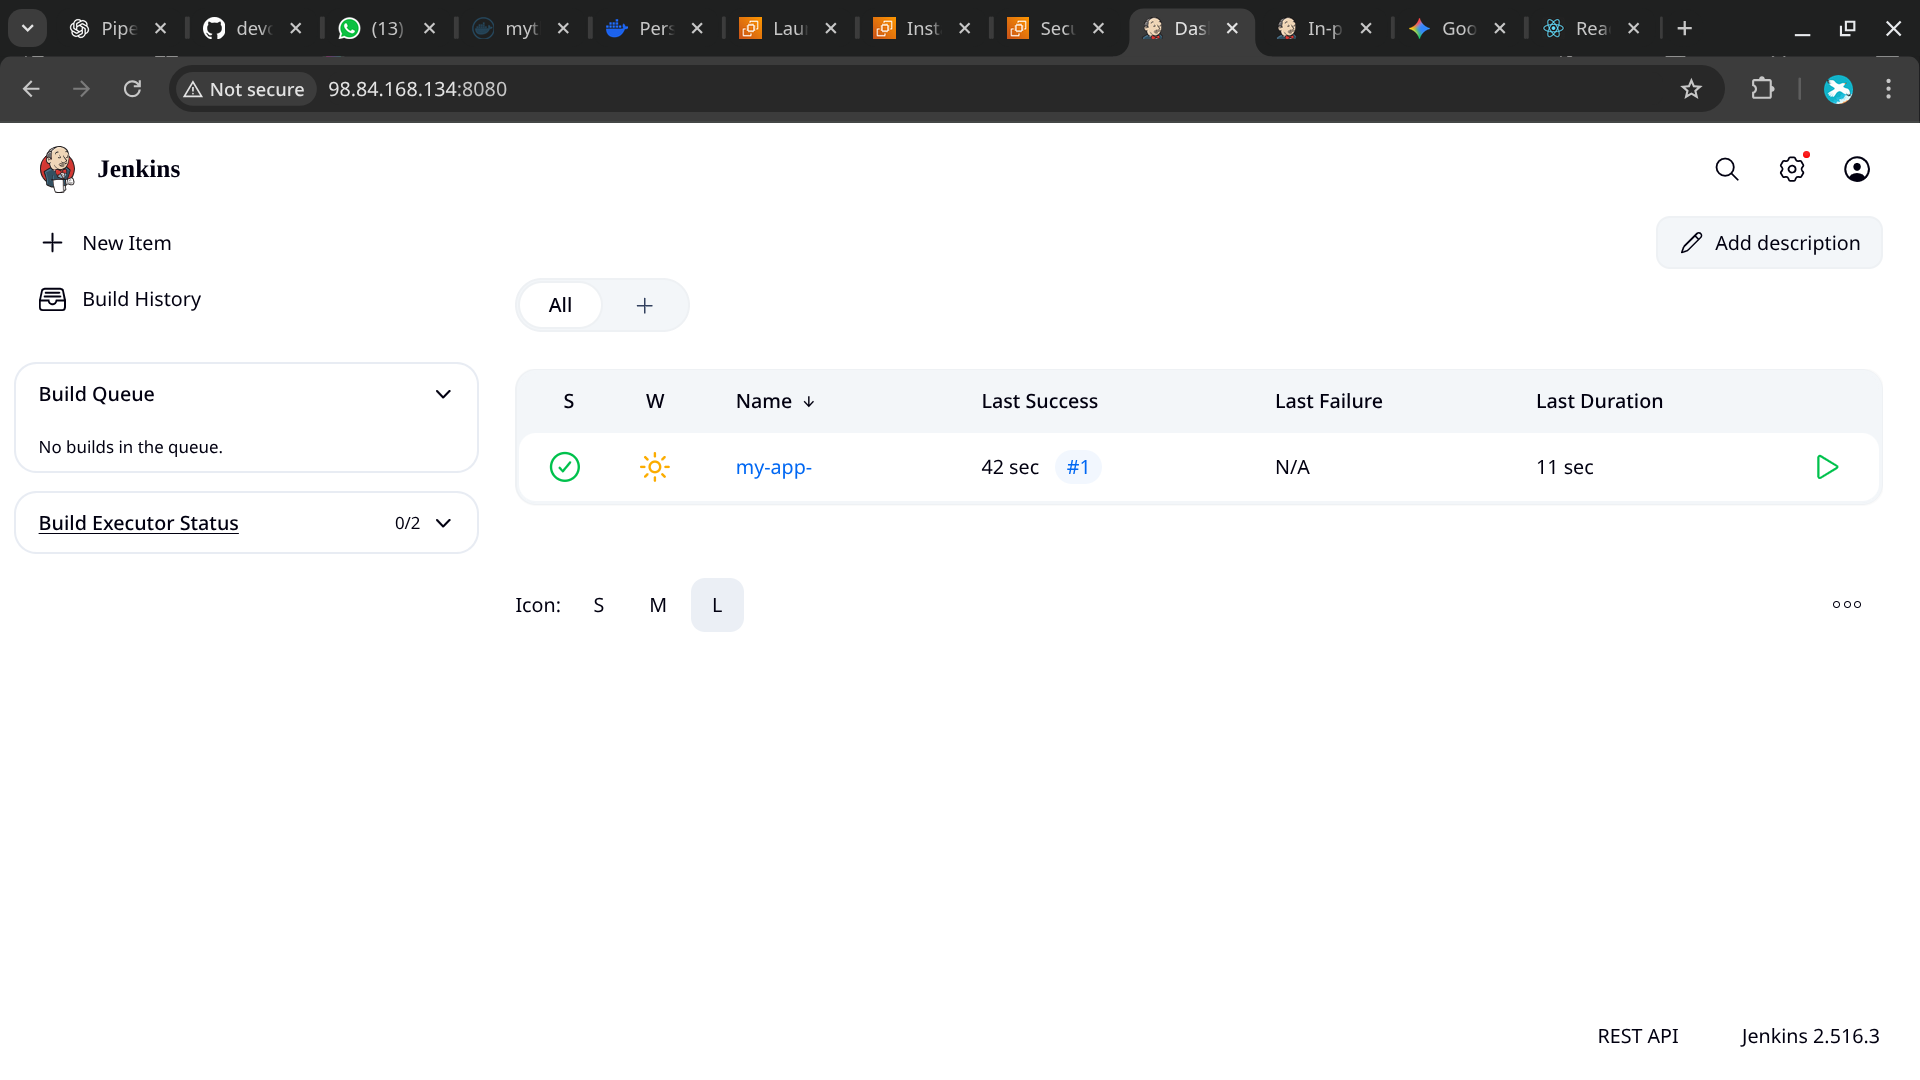 Pipe
devo
(13)
myt
Pers
Lau
Inst
Secu
Das
In-p
Goo
Rea
Not secure
98.84.168.134:8080
Jenkins
New Item
Add description
Build History
All
Build Queue
No builds in the queue.
Build Executor Status 0/2
S W Name ↓ Last Success Last Failure Last Duration
my-app- 42 sec #1 N/A 11 sec
Icon: S M L
REST API Jenkins 2.516.3